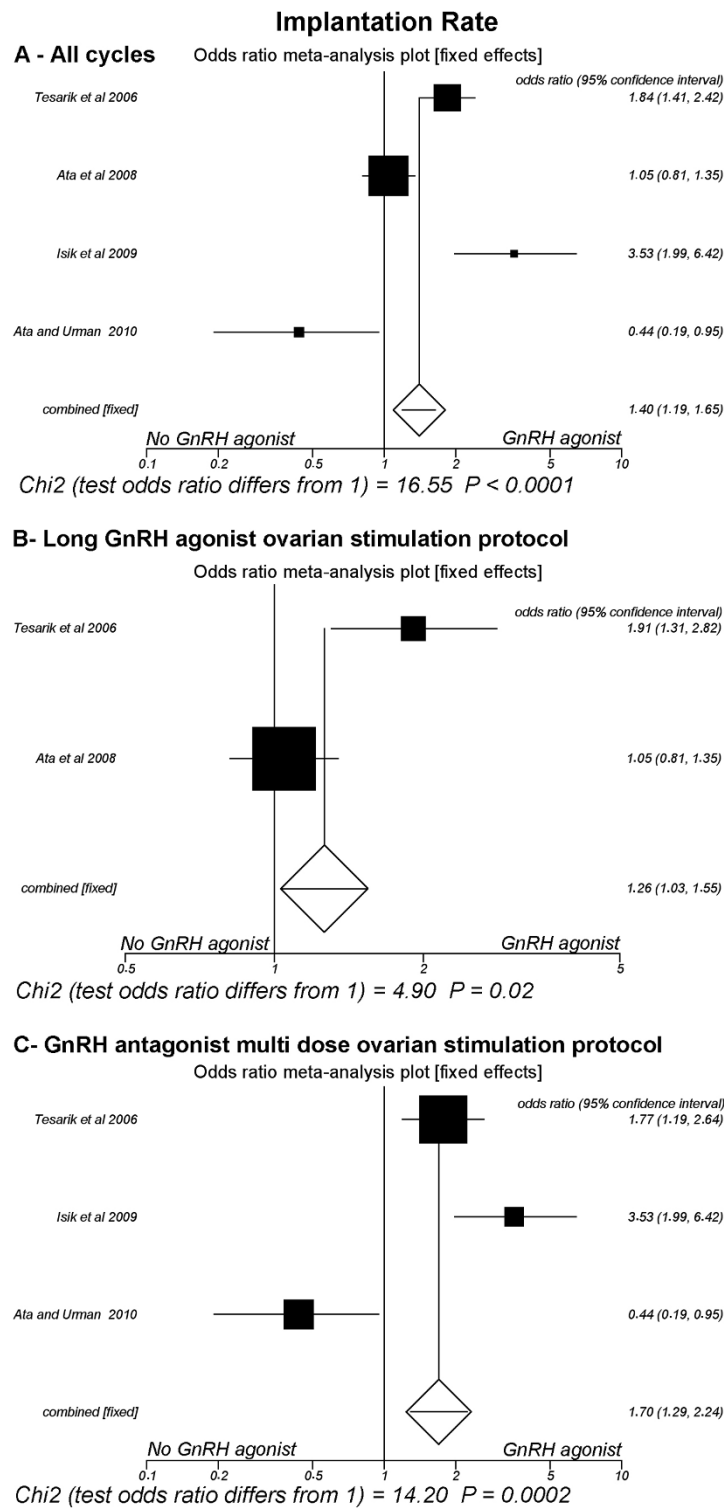 Implantation Rate
A - All cycles
Odds ratio meta-analysis plot [fixed effects]
odds ratio (95% confidence interval)
Tesarik et al 2006 1.84 (1.41, 2.42)
Ata et al 2008 1.05 (0.81, 1.35)
Isik et al 2009 3.53 (1.99, 6.42)
Ata and Urman 2010 0.44 (0.19, 0.95)
combined [fixed] 1.40 (1.19, 1.65)
No GnRH agonist GnRH agonist
0.1 0.2 0.5 1 2 5 10
Chi2 (test odds ratio differs from 1) = 16.55 P < 0.0001
B- Long GnRH agonist ovarian stimulation protocol
Odds ratio meta-analysis plot [fixed effects]
odds ratio (95% confidence interval)
Tesarik et al 2006 1.91 (1.31, 2.82)
Ata et al 2008 1.05 (0.81, 1.35)
combined [fixed] 1.26 (1.03, 1.55)
No GnRH agonist GnRH agonist
0.5 1 2 5
Chi2 (test odds ratio differs from 1) = 4.90 P = 0.02
C- GnRH antagonist multi dose ovarian stimulation protocol
Odds ratio meta-analysis plot [fixed effects]
odds ratio (95% confidence interval)
Tesarik et al 2006 1.77 (1.19, 2.64)
Isik et al 2009 3.53 (1.99, 6.42)
Ata and Urman 2010 0.44 (0.19, 0.95)
combined [fixed] 1.70 (1.29, 2.24)
No GnRH agonist GnRH agonist
0.1 0.2 0.5 1 2 5 10
Chi2 (test odds ratio differs from 1) = 14.20 P = 0.0002